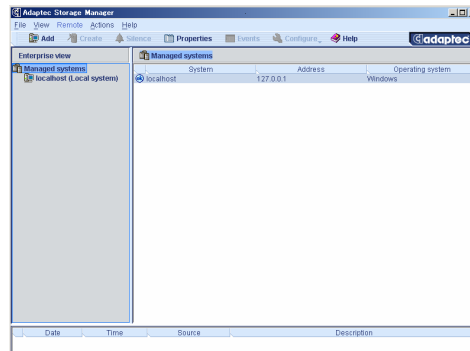 Adaptec Storage Manager
File View Remote Actions Help
Add Create Silence Properties Events Configure Help adaptec
Enterprise view
Managed systems
Managed systems
localhost (Local system)
System Address Operating system
localhost 127.0.0.1 Windows
Date Time Source Description